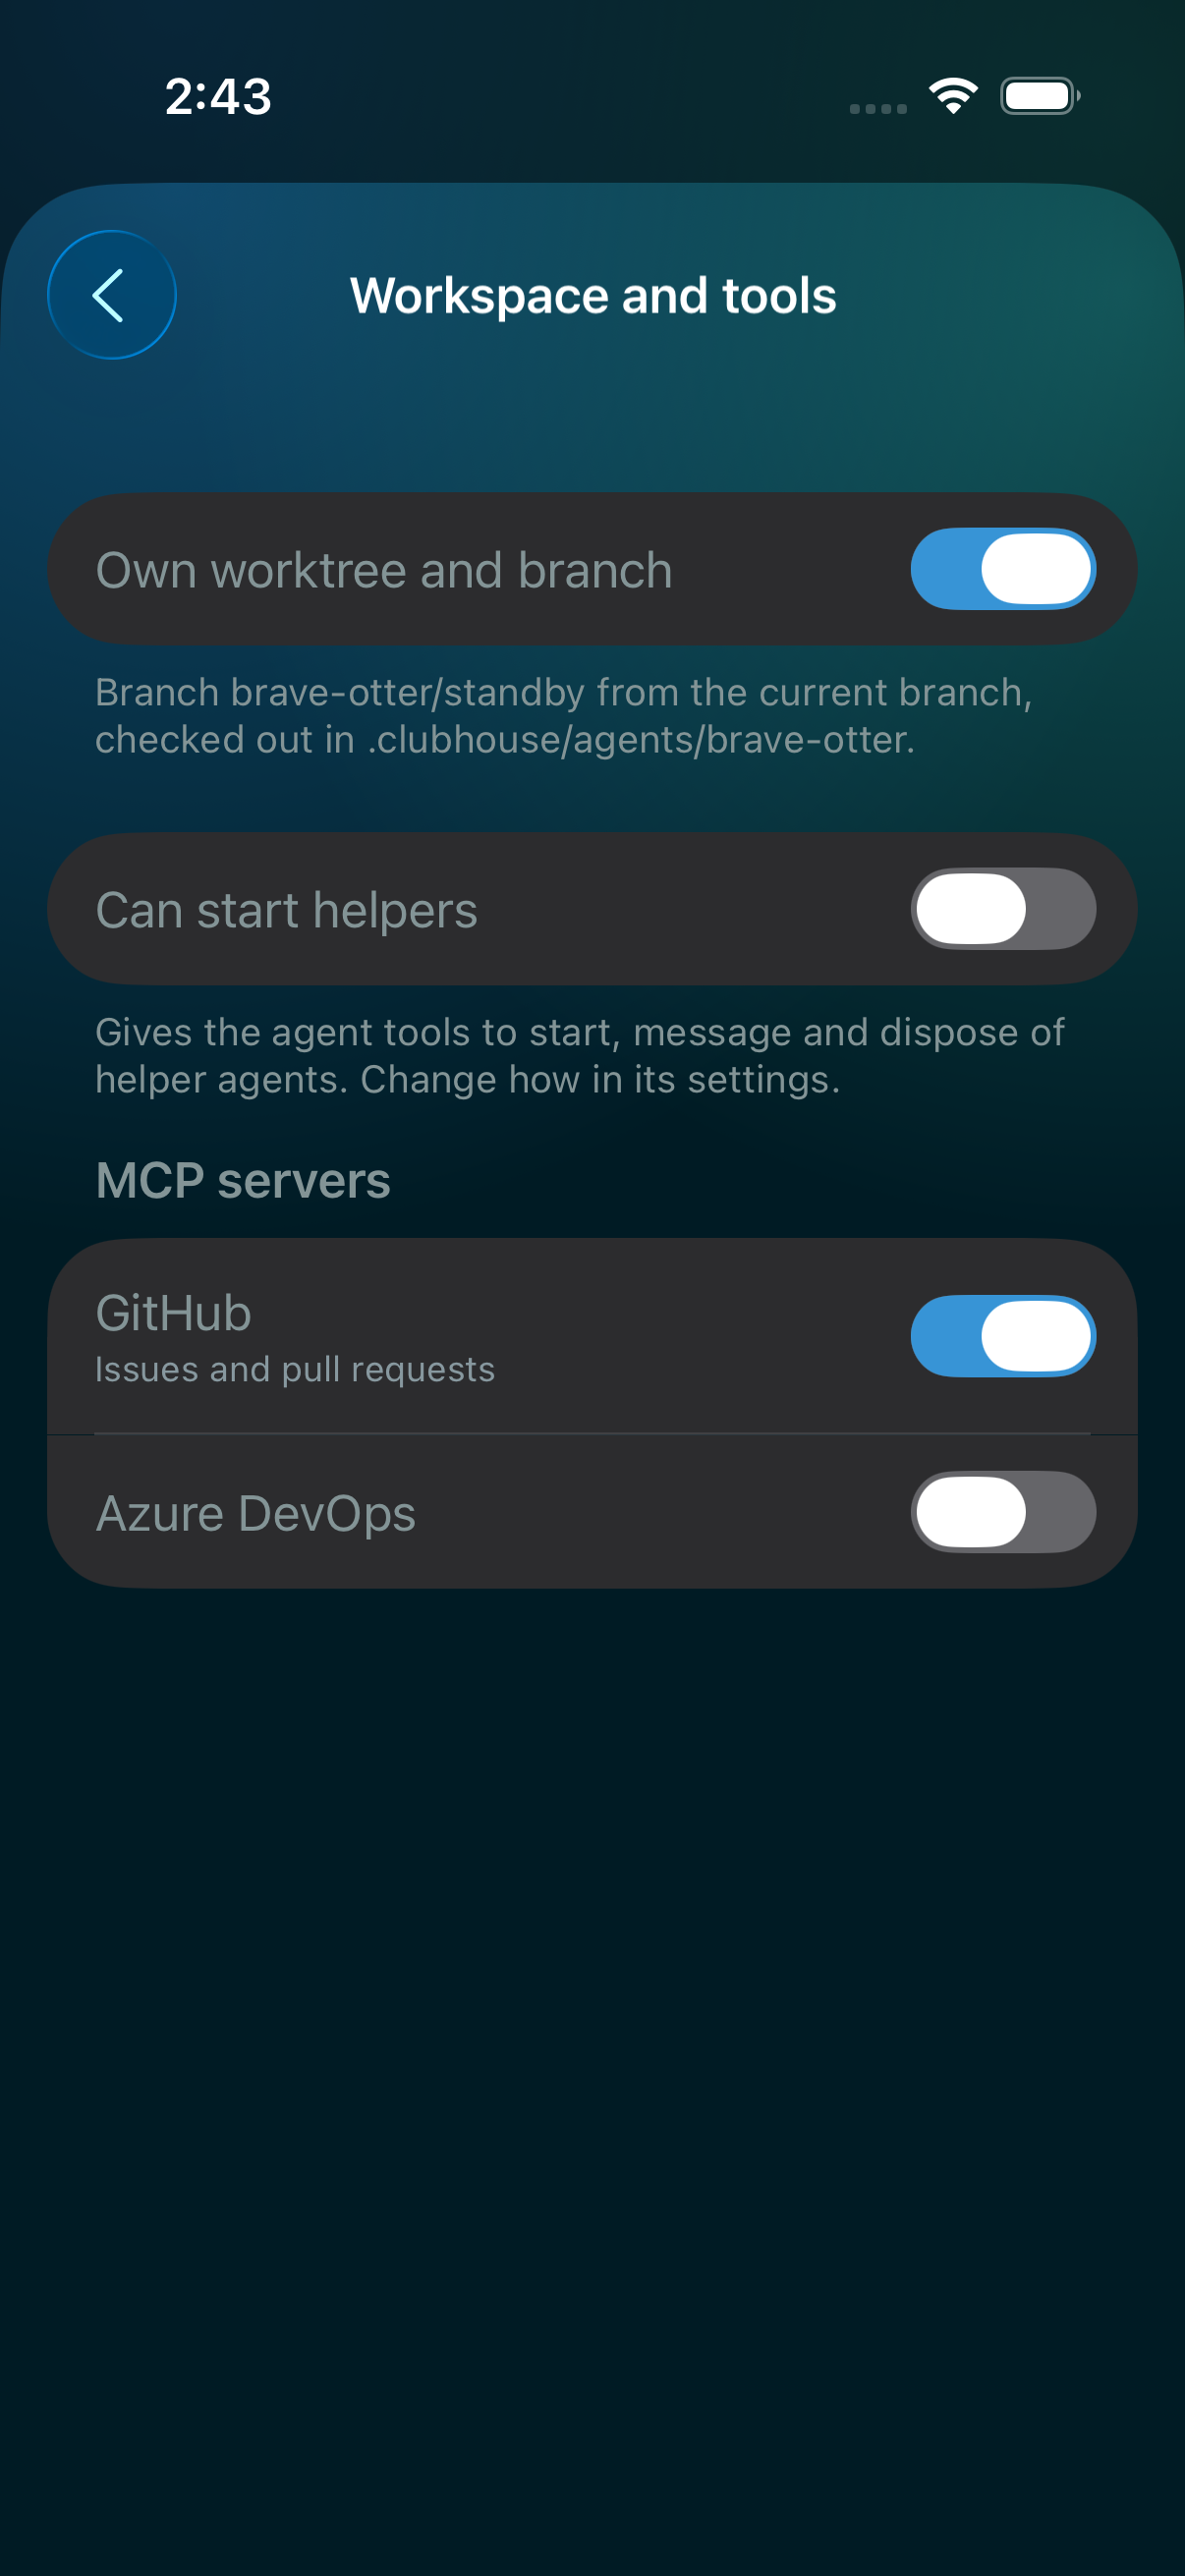 2:43
Workspace and tools
Own worktree and branch
Branch brave-otter/standby from the current branch,
checked out in .clubhouse/agents/brave-otter.
Can start helpers
Gives the agent tools to start, message and dispose of
helper agents. Change how in its settings.
MCP servers
GitHub
Issues and pull requests
Azure DevOps